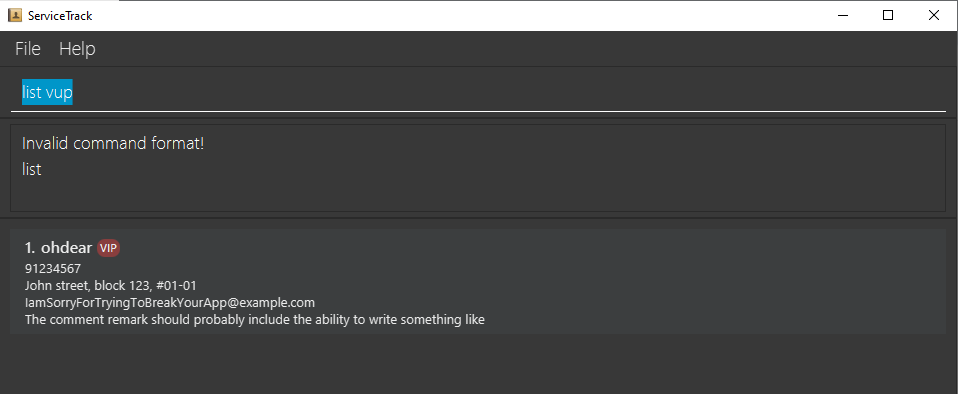 ServiceTrack
File Help
list vup
Invalid command format!
list
1. ohdear VIP
91234567
John street, block 123, #01-01
IamSorryForTryingToBreakYourApp@example.com
The comment remark should probably include the ability to write something like